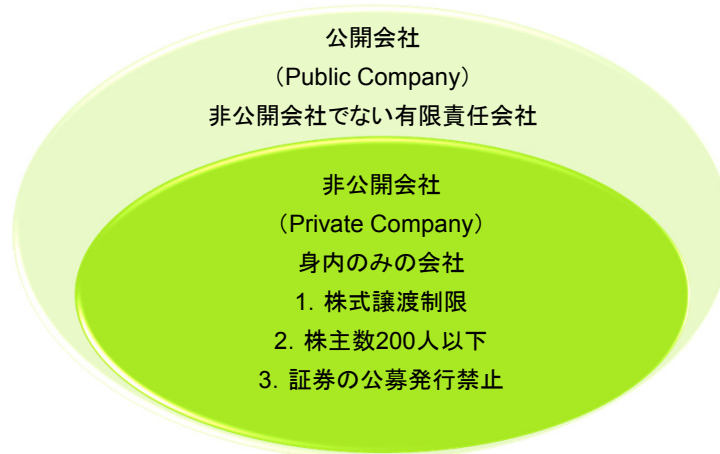 公開会社
（Public Company）
非公開会社でない有限責任会社
非公開会社
（Private Company）
身内のみの会社
1. 株式譲渡制限
2. 株主数200人以下
3. 証券の公募発行禁止